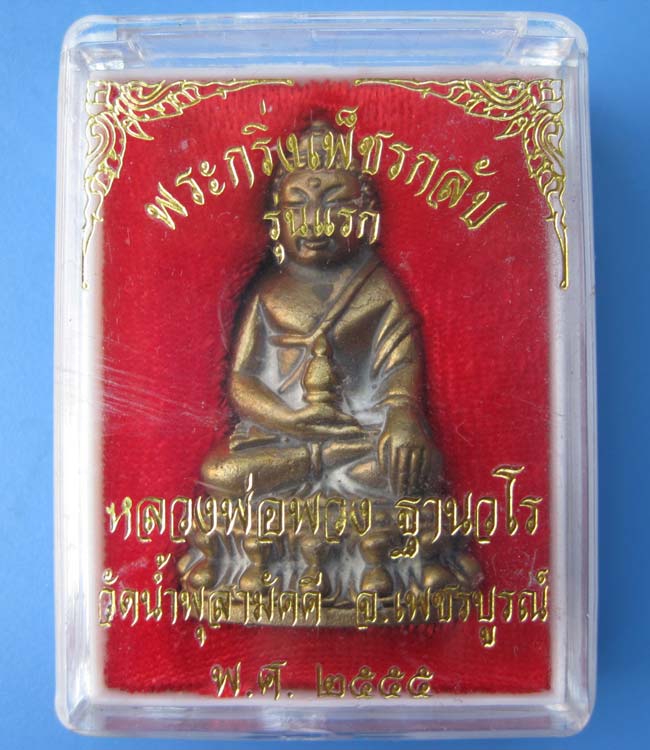 พระกริ่งเพ็ชรกลับ
รุ่นแรก
หลวงพ่อพวง ฐานวโร
วัดน้ำพุสามัคคี จ.เพชรบูรณ์
พ.ศ. ๒๕๕๕